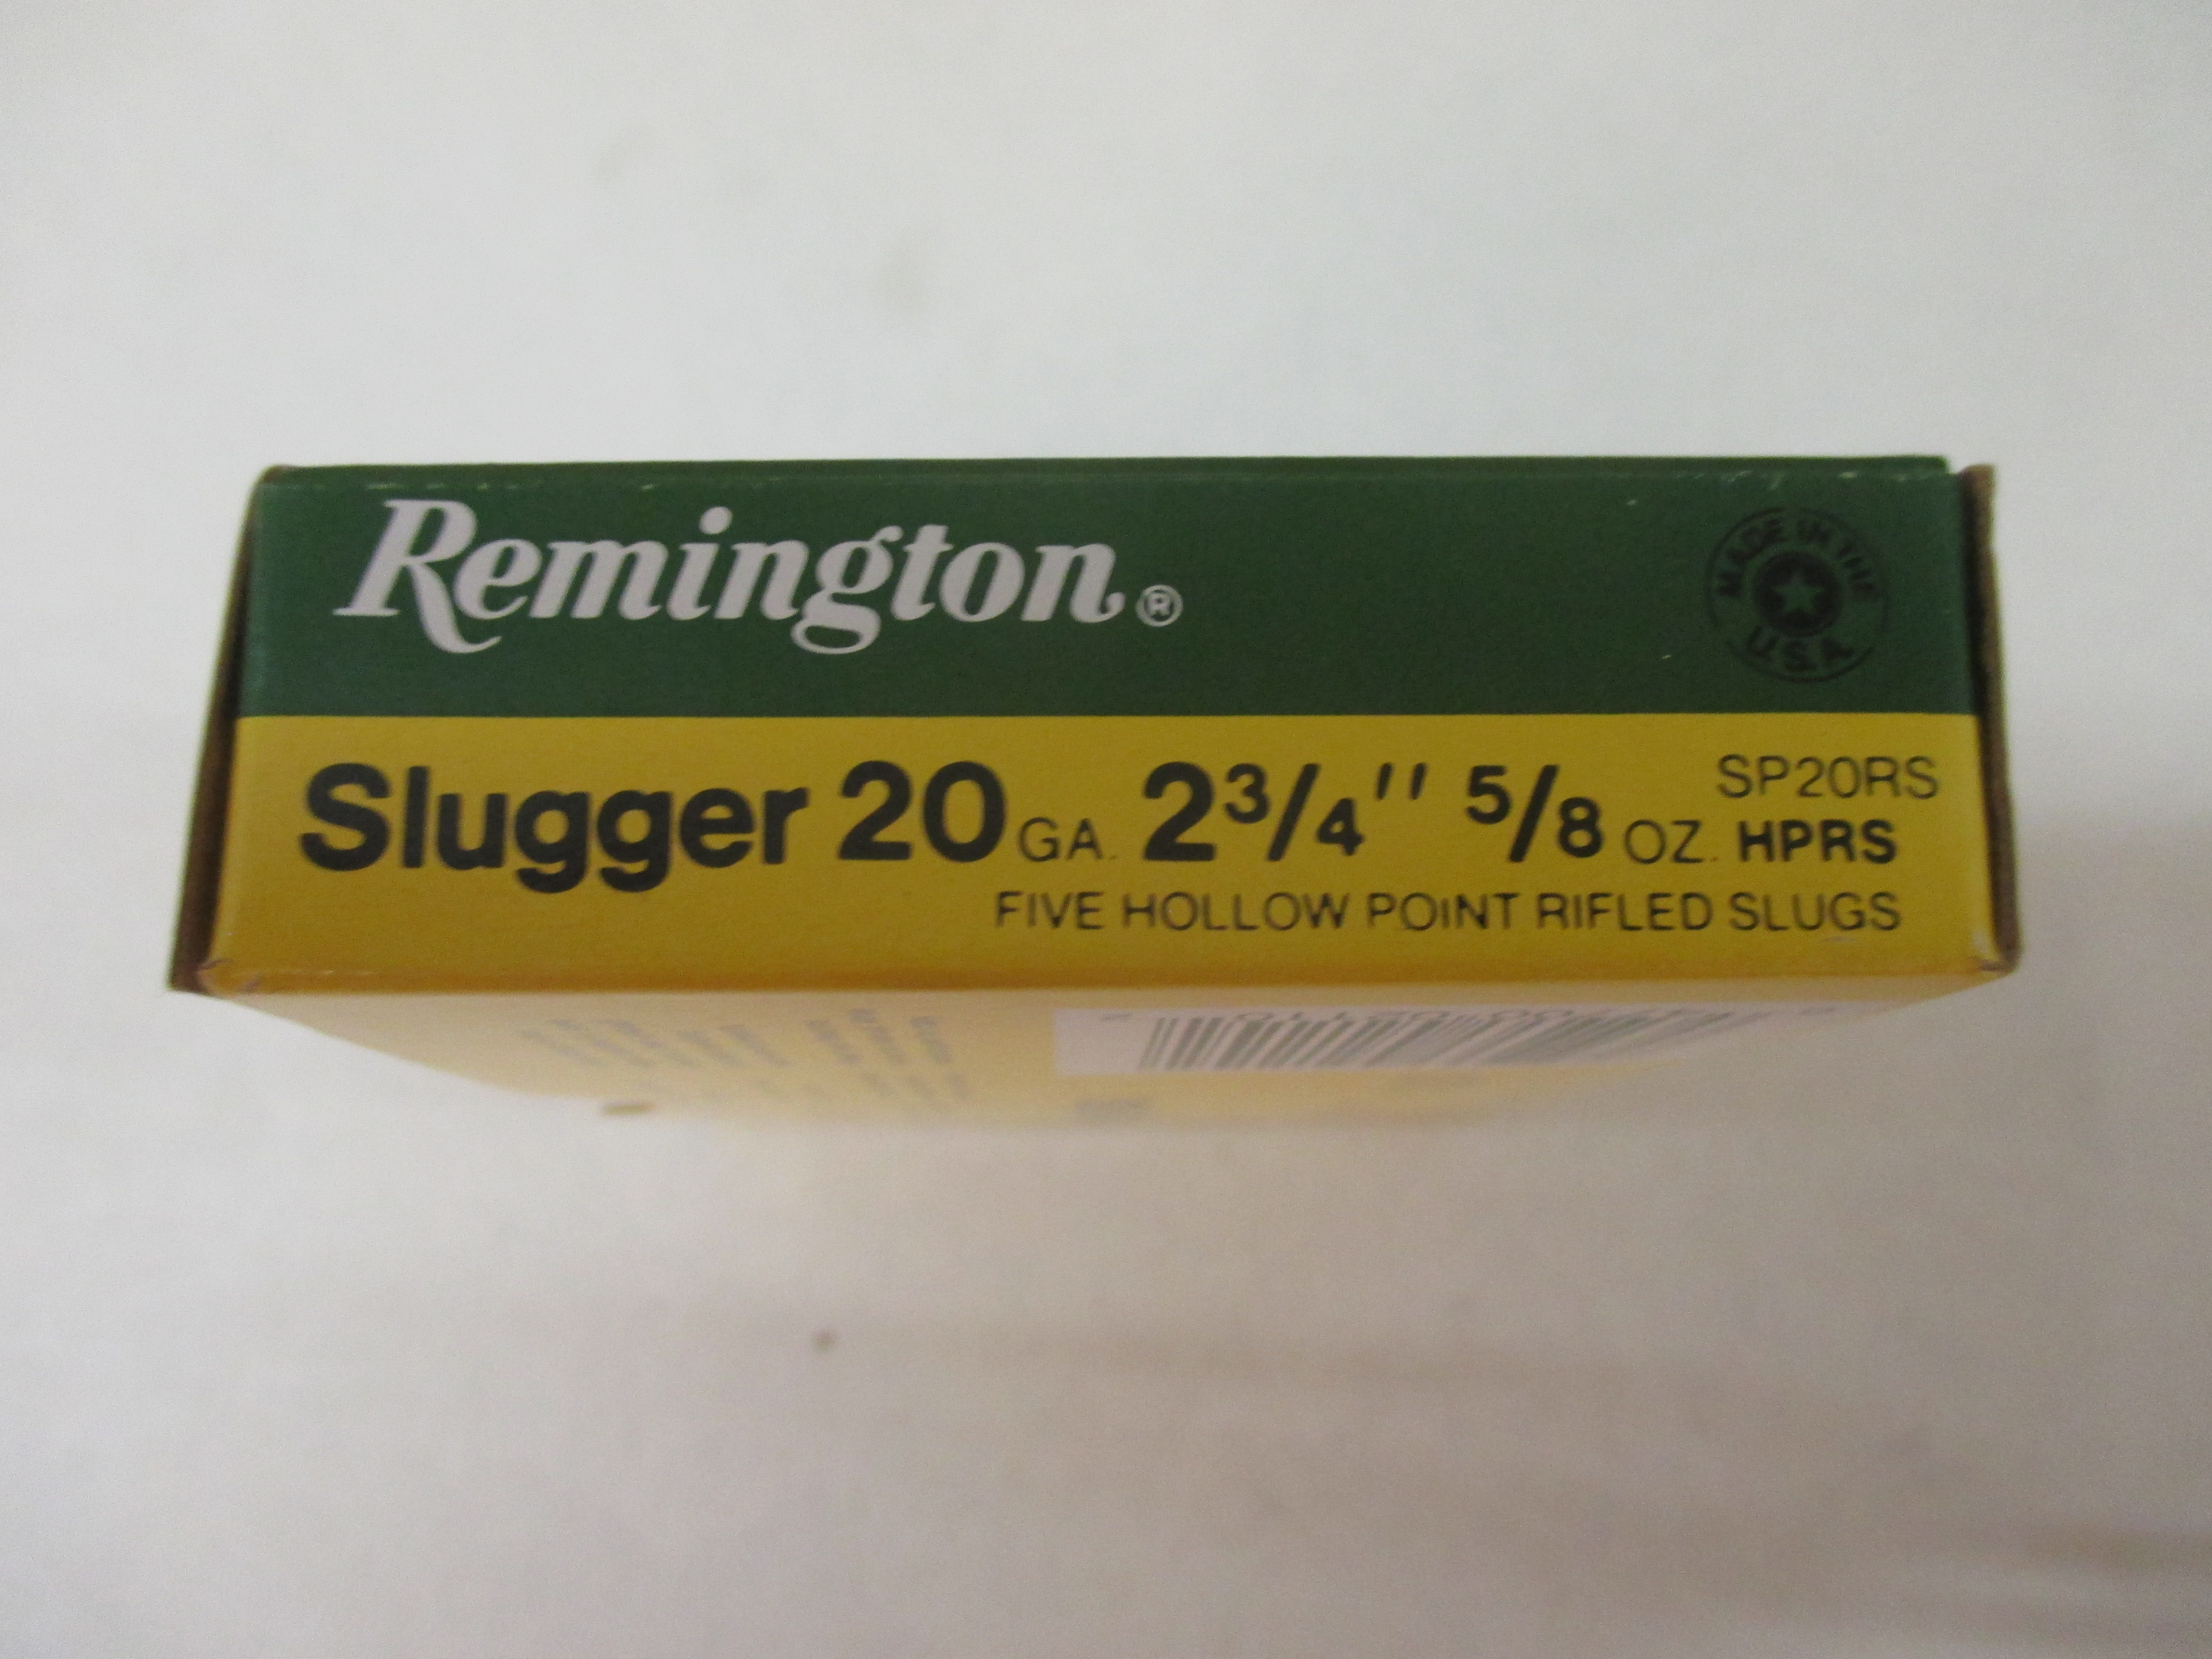 Remington®
MADE IN THE
U.S.A.
Slugger 20 GA. 2 3/4" 5/8 OZ. HPRS
SP20RS
FIVE HOLLOW POINT RIFLED SLUGS